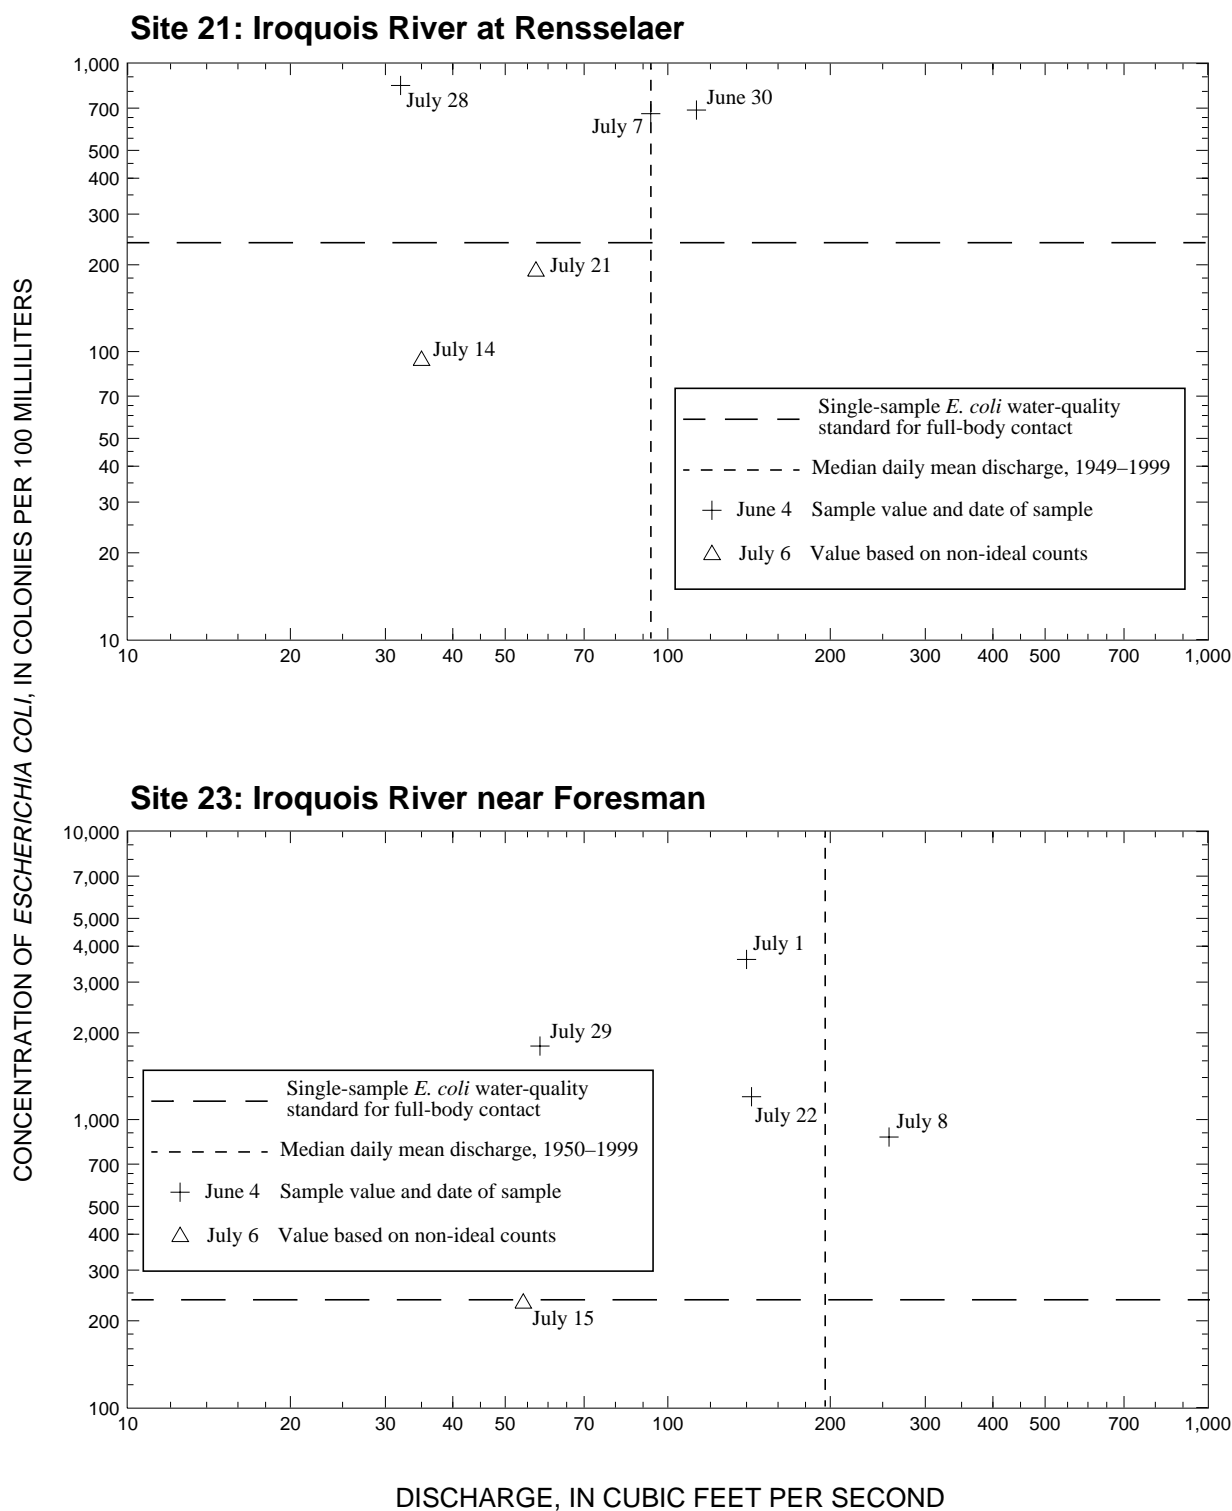 Site 21: Iroquois River at Rensselaer
1,000
700
500
400
300
200
100
70
50
40
30
20
10
July 28
July 7
June 30
July 21
July 14
Single-sample E. coli water-quality
standard for full-body contact
Median daily mean discharge, 1949–1999
June 4 Sample value and date of sample
July 6 Value based on non-ideal counts
10 20 30 40 50 70 100 200 300 400 500 700 1,000
CONCENTRATION OF ESCHERICHIA COLI, IN COLONIES PER 100 MILLILITERS
Site 23: Iroquois River near Foresman
10,000
7,000
5,000
4,000
3,000
2,000
1,000
700
500
400
300
200
100
July 1
July 29
July 22
July 8
Single-sample E. coli water-quality
standard for full-body contact
Median daily mean discharge, 1950–1999
June 4 Sample value and date of sample
July 6 Value based on non-ideal counts
July 15
10 20 30 40 50 70 100 200 300 400 500 700 1,000
DISCHARGE, IN CUBIC FEET PER SECOND